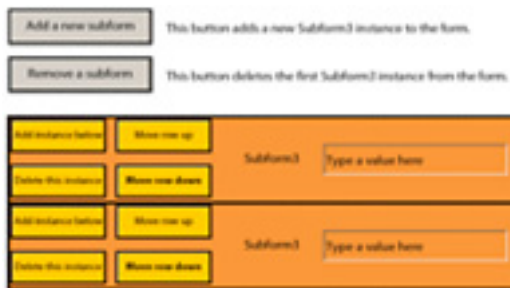 Add a new subform This button adds a new Subform3 instance to the form.
Remove a subform This button deletes the first Subform3 instance from the form.
Add instance below Move row up
Subform3 Type a value here
Delete this instance Move row down
Add instance below Move row up
Subform3 Type a value here
Delete this instance Move row down